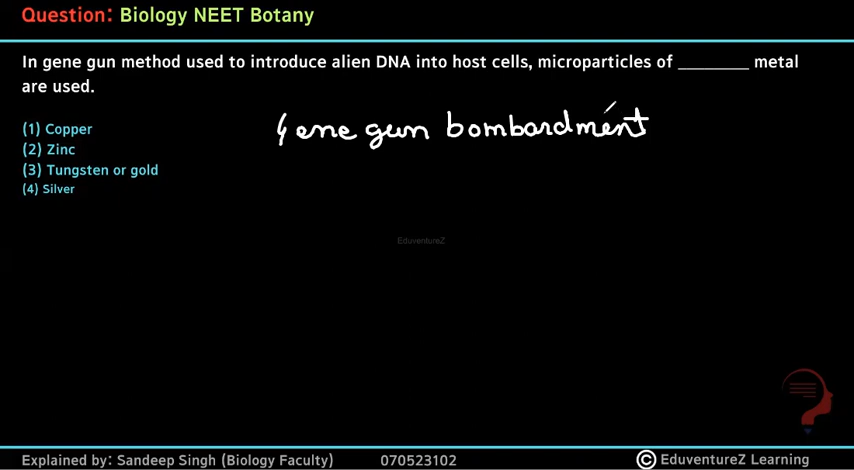 Question: Biology NEET Botany
In gene gun method used to introduce alien DNA into host cells, microparticles of ________ metal
are used.
(1) Copper
(2) Zinc
(3) Tungsten or gold
(4) Silver
Gene gun bombardment
EduventureZ
Explained by: Sandeep Singh (Biology Faculty) 070523102 © EduventureZ Learning